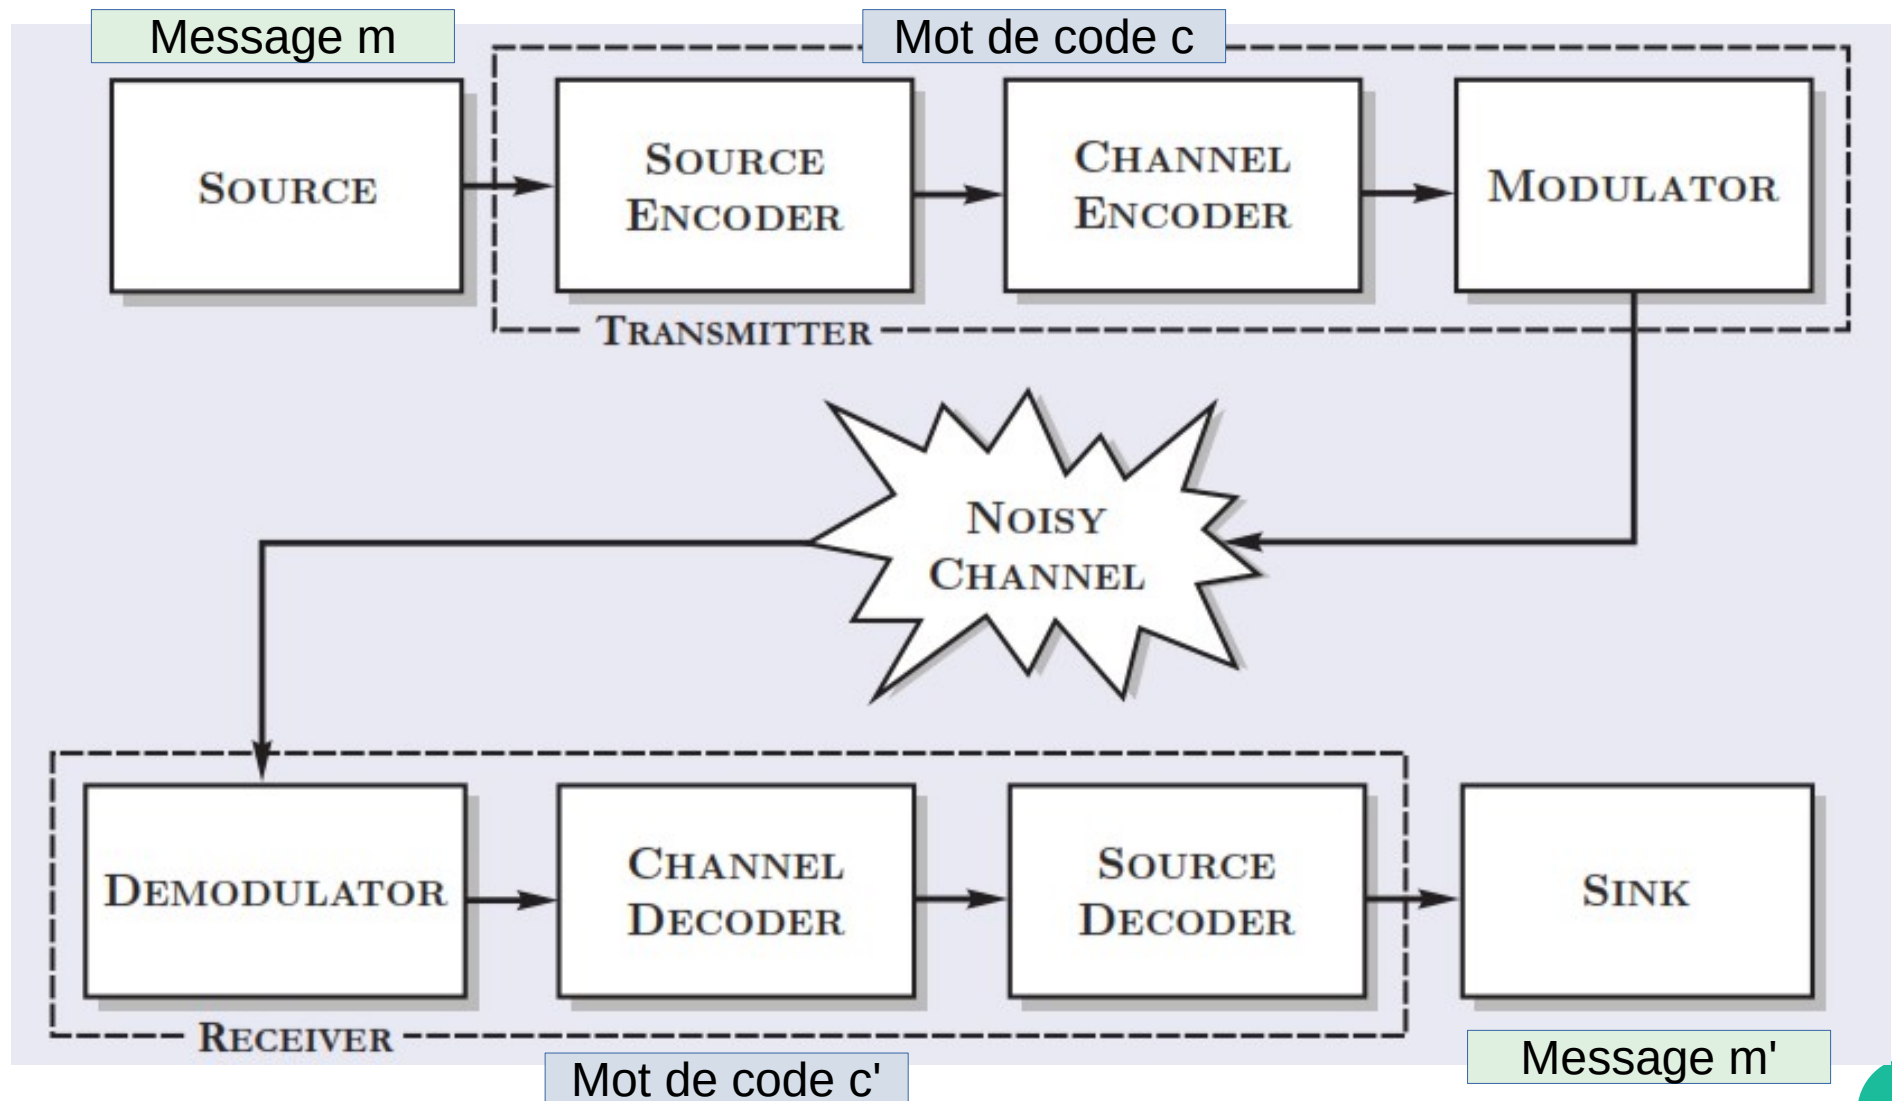 Message m
Mot de code c
SOURCE
SOURCE
ENCODER
CHANNEL
ENCODER
MODULATOR
TRANSMITTER
NOISY
CHANNEL
DEMODULATOR
CHANNEL
DECODER
SOURCE
DECODER
SINK
RECEIVER
Mot de code c'
Message m'